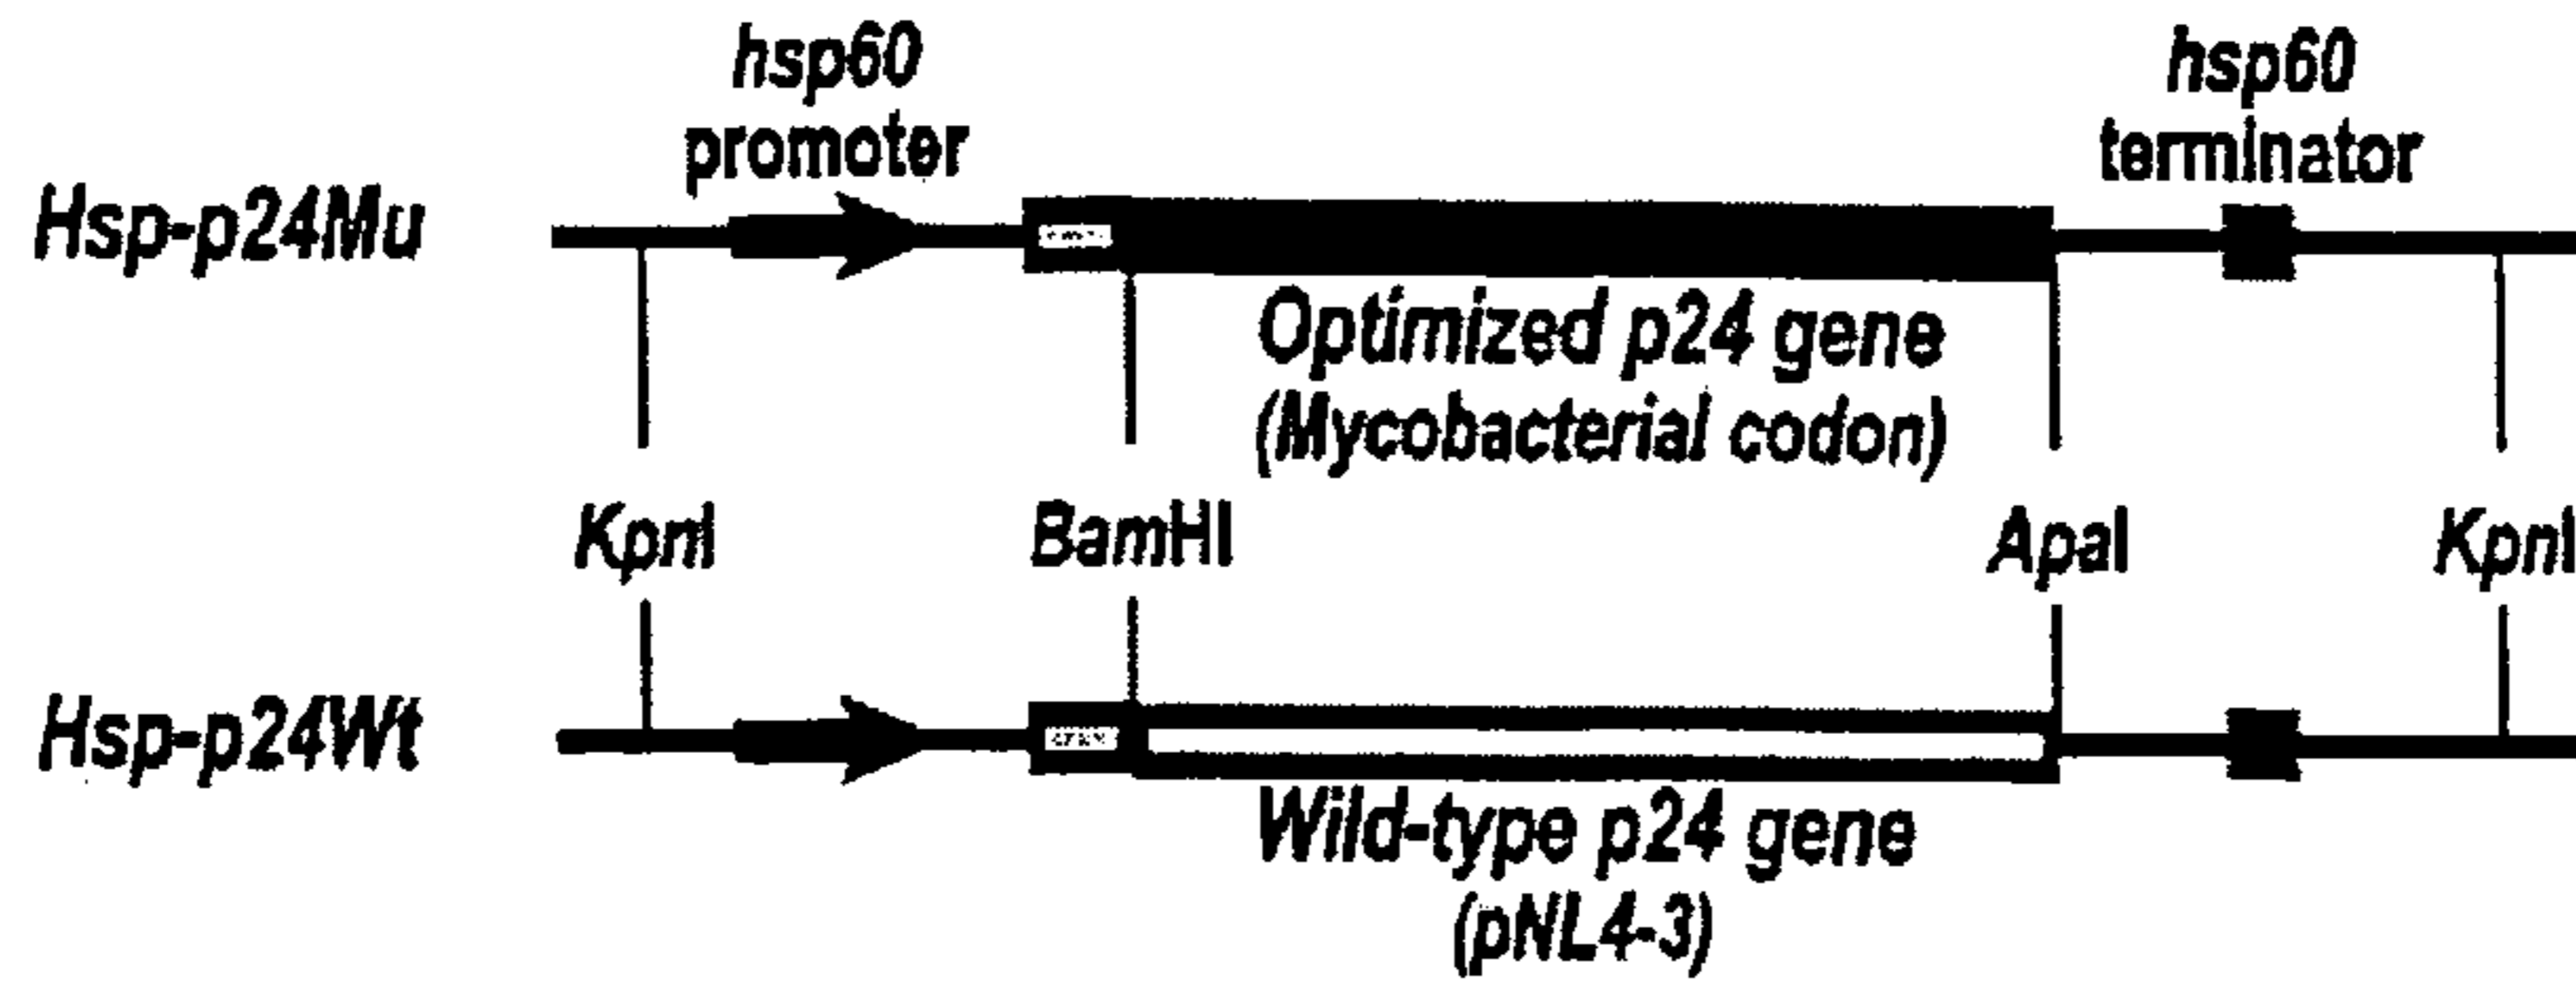 hsp60
promoter
hsp60
terminator
Hsp-p24Mu
Optimized p24 gene
(Mycobacterial codon)
KpnI BamHI ApaI KpnI
Hsp-p24Wt
Wild-type p24 gene
(pNL4-3)